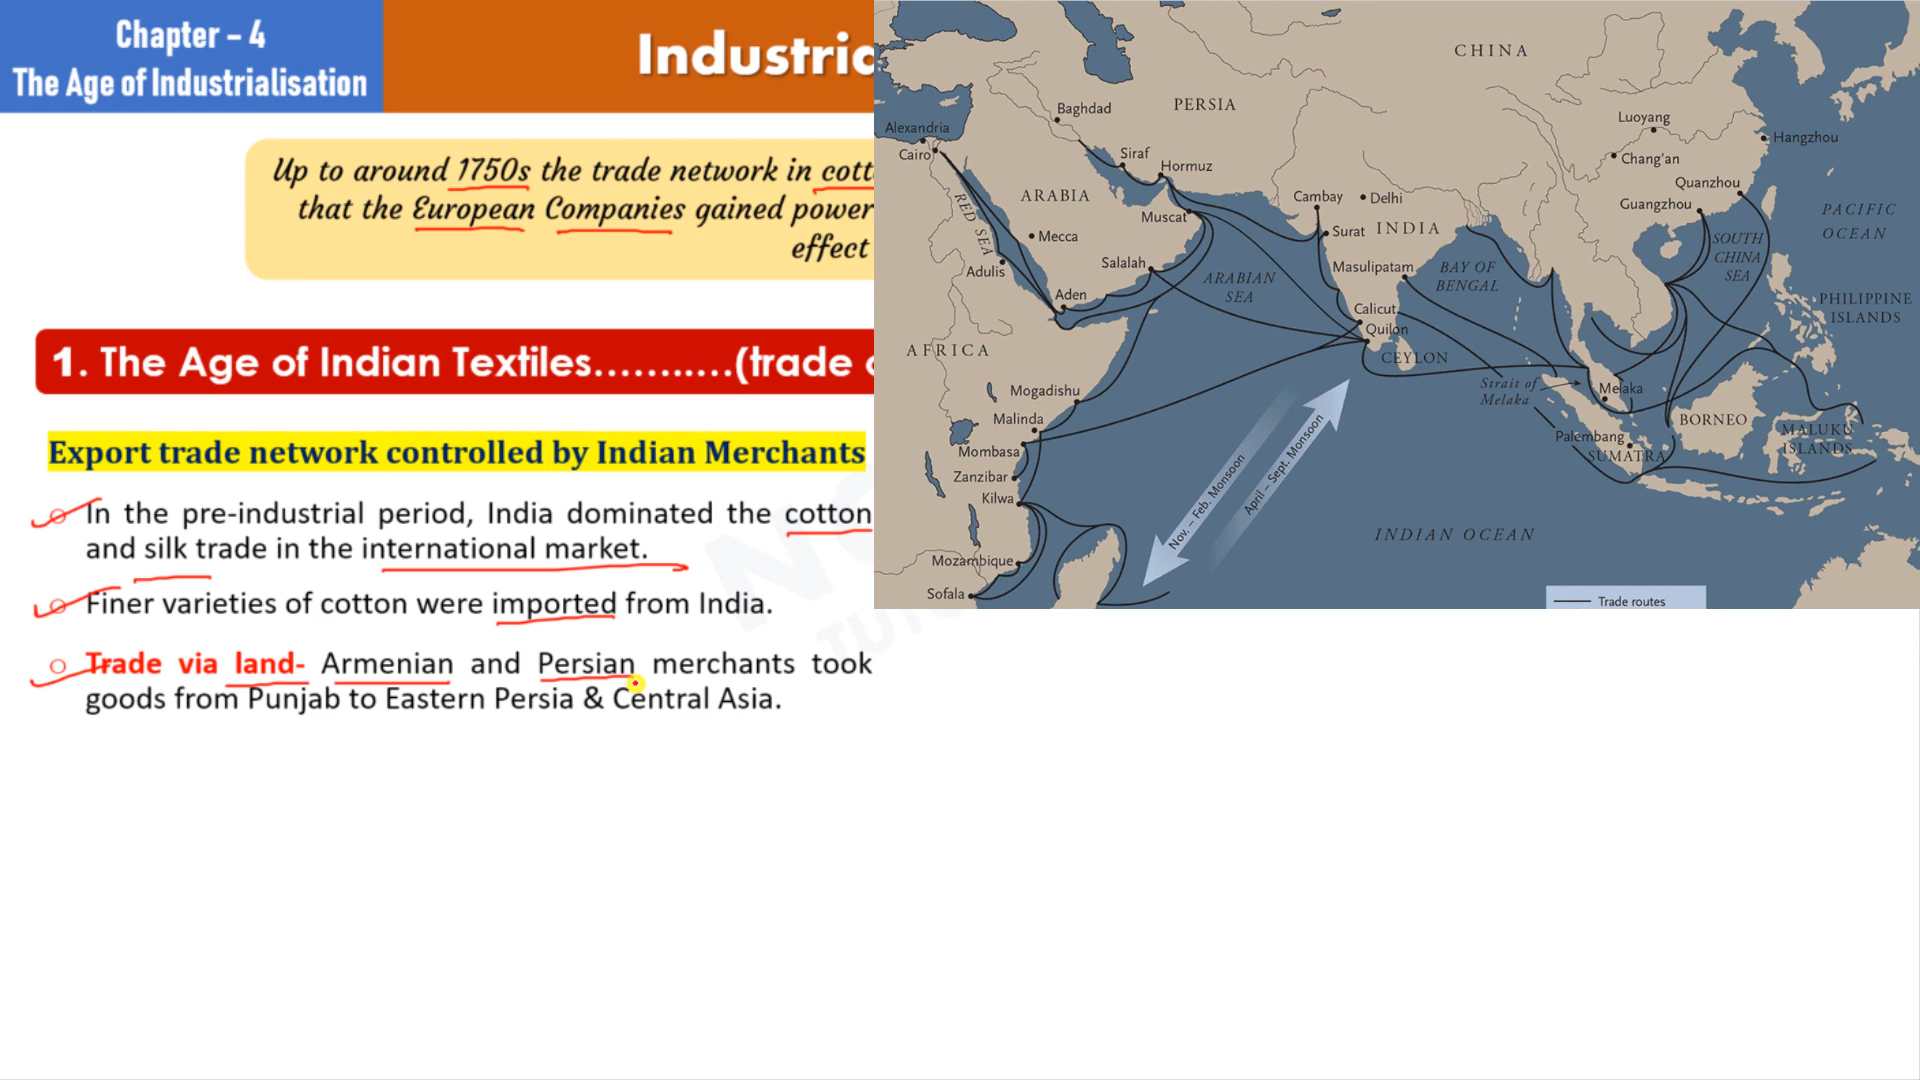 Chapter – 4
The Age of Industrialisation
Industria
Up to around 1750s the trade network in cott
that the European Companies gained power
effect
1. The Age of Indian Textiles………..…(trade
Export trade network controlled by Indian Merchants
In the pre-industrial period, India dominated the cotton
and silk trade in the international market.
Finer varieties of cotton were imported from India.
Trade via land- Armenian and Persian merchants took
goods from Punjab to Eastern Persia & Central Asia.
CHINA
PERSIA
Baghdad
Alexandria
Cairo
Luoyang
Hangzhou
Siraf
Hormuz
Chang'an
Quanzhou
ARABIA
Cambay
Delhi
Guangzhou
PACIFIC
OCEAN
RED SEA
Muscat
Mecca
Surat
INDIA
SOUTH
CHINA
SEA
Adulis
Salalah
ARABIAN
SEA
Masulipatam
BAY OF
BENGAL
Aden
PHILIPPINE
ISLANDS
Calicut
Quilon
AFRICA
CEYLON
Mogadishu
Strait of
Melaka
Melaka
Malinda
BORNEO
MALUKU
ISLANDS
Mombasa
Palembang
SUMATRA
Zanzibar
Kilwa
Nov. – Feb. Monsoon
April – Sept. Monsoon
INDIAN OCEAN
Mozambique
Sofala
Trade routes